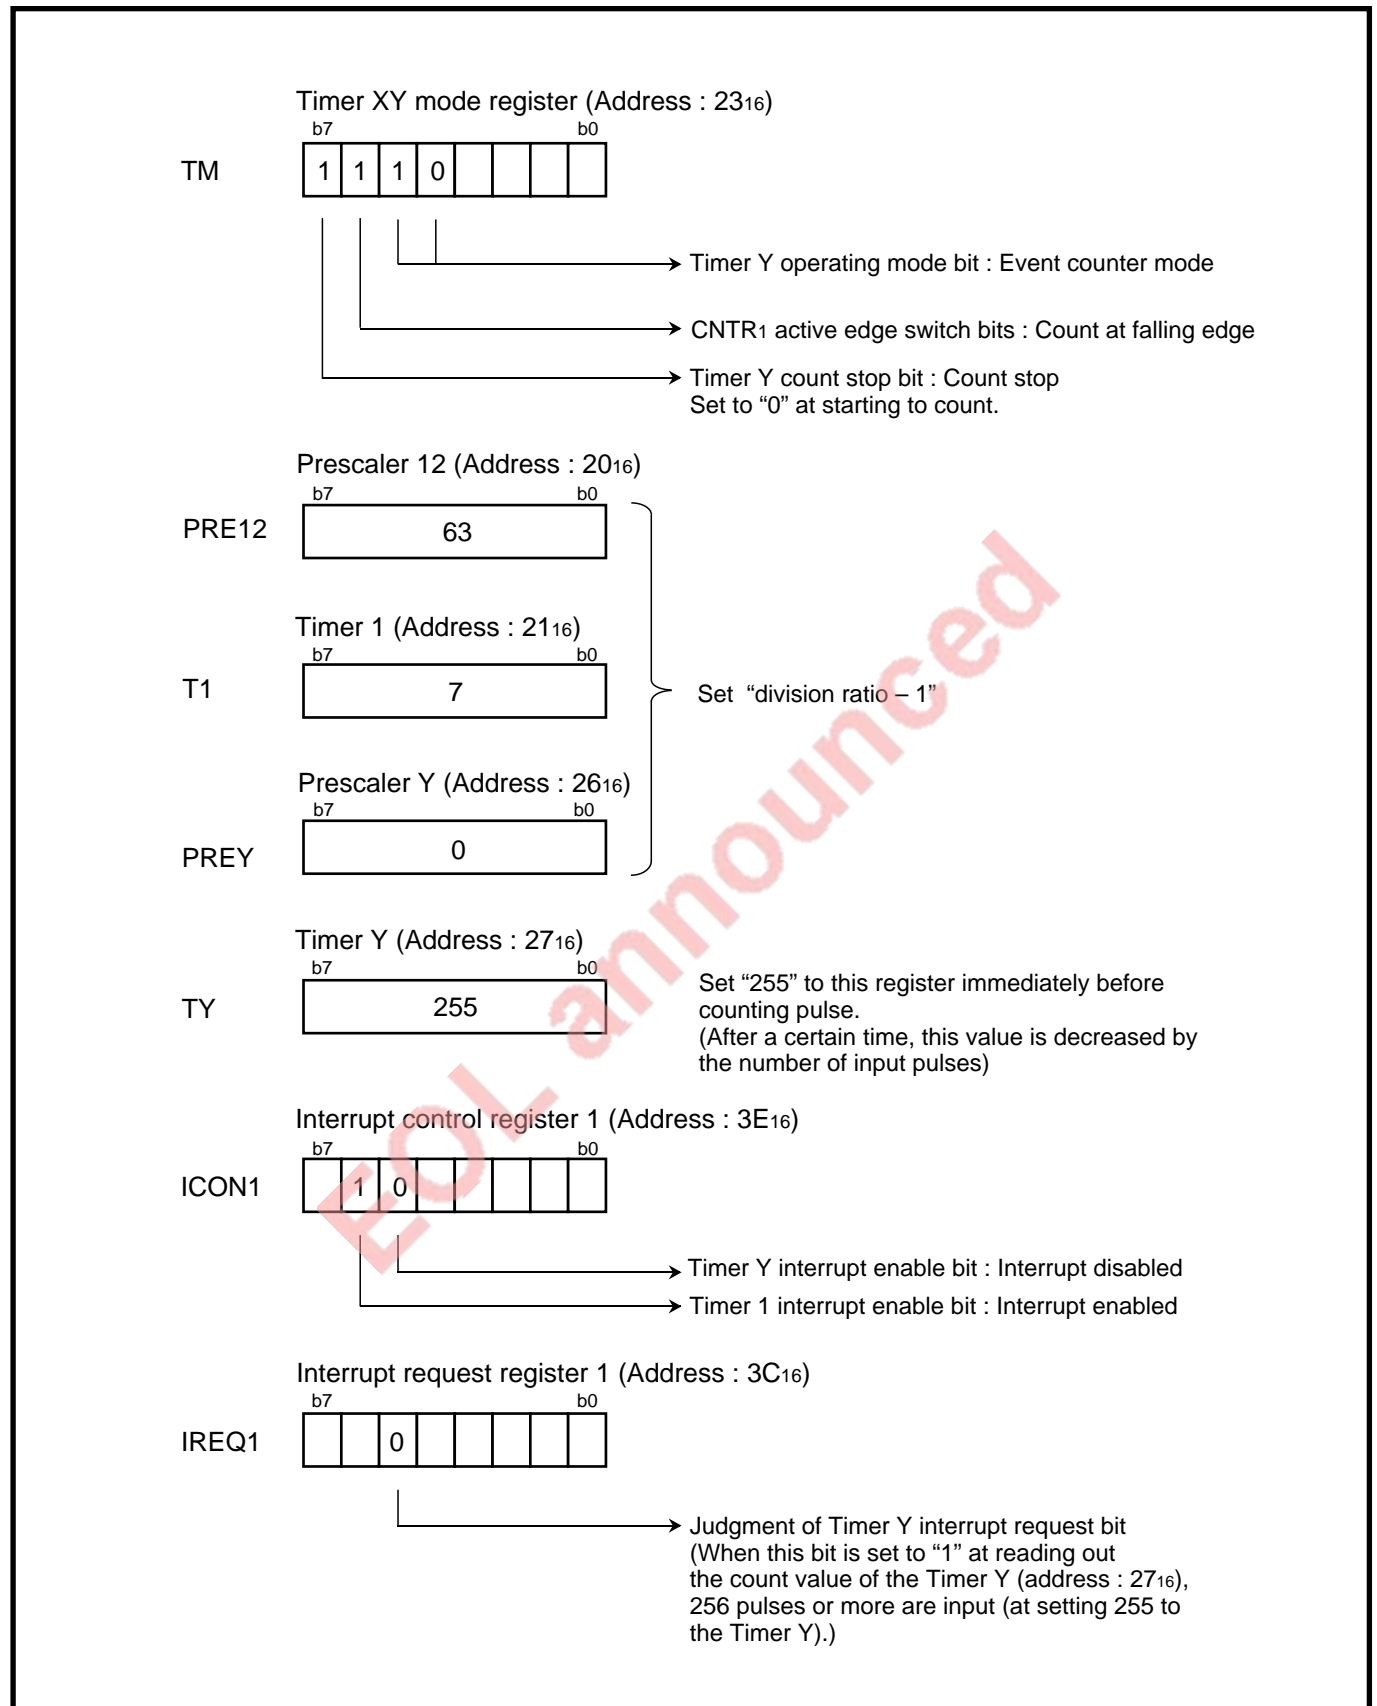 Timer XY mode register (Address : 2316)
b7 b0
TM 1 1 1 0
Timer Y operating mode bit : Event counter mode
CNTR1 active edge switch bits : Count at falling edge
Timer Y count stop bit : Count stop
Set to “0” at starting to count.
Prescaler 12 (Address : 2016)
b7 b0
PRE12 63
Timer 1 (Address : 2116)
b7 b0
T1 7
Set “division ratio – 1”
Prescaler Y (Address : 2616)
b7 b0
PREY 0
Timer Y (Address : 2716)
b7 b0
TY 255
Set “255” to this register immediately before
counting pulse.
(After a certain time, this value is decreased by
the number of input pulses)
Interrupt control register 1 (Address : 3E16)
b7 b0
ICON1 1 0
Timer Y interrupt enable bit : Interrupt disabled
Timer 1 interrupt enable bit : Interrupt enabled
Interrupt request register 1 (Address : 3C16)
b7 b0
IREQ1 0
Judgment of Timer Y interrupt request bit
(When this bit is set to “1” at reading out
the count value of the Timer Y (address : 2716),
256 pulses or more are input (at setting 255 to
the Timer Y).)
EOL announced